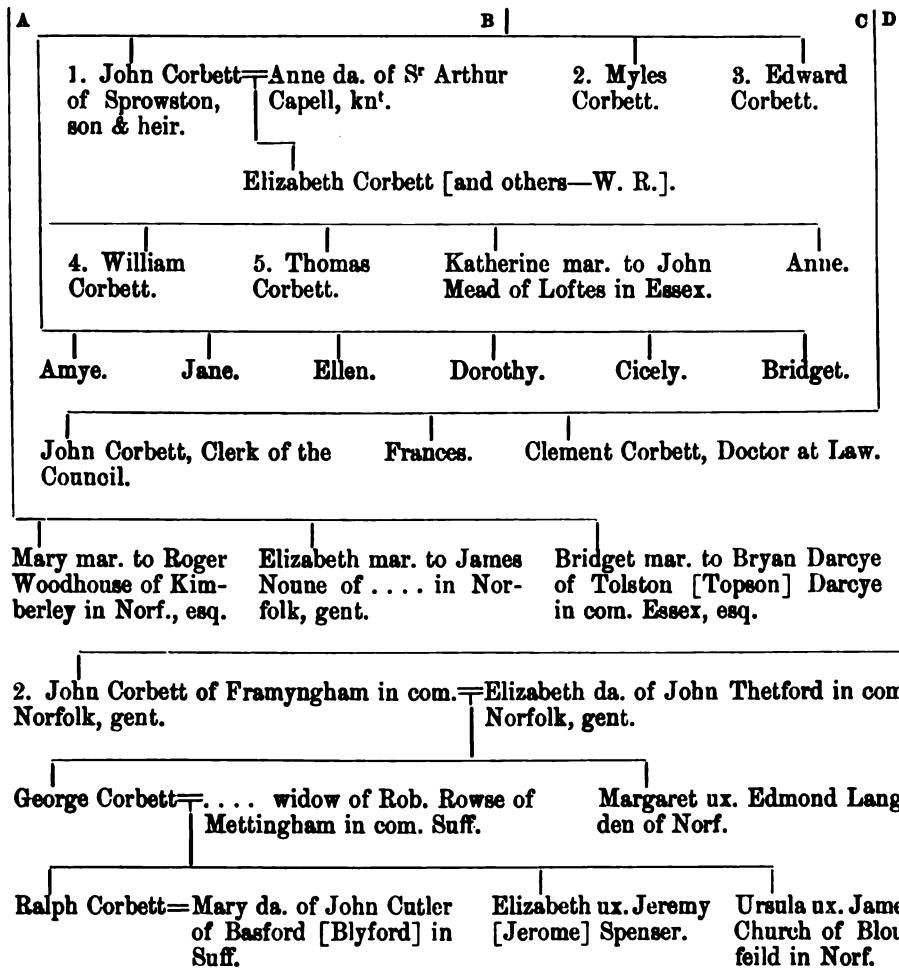 A B C D
1. John Corbett=Anne da. of Sʳ Arthur 2. Myles 3. Edward
of Sprowston, Capell, knᵗ. Corbett. Corbett.
son & heir.
Elizabeth Corbett [and others—W. R.].
4. William 5. Thomas Katherine mar. to John Anne.
Corbett. Corbett. Mead of Loftes in Essex.
Amye. Jane. Ellen. Dorothy. Cicely. Bridget.
John Corbett, Clerk of the Frances. Clement Corbett, Doctor at Law.
Council.
Mary mar. to Roger Elizabeth mar. to James Bridget mar. to Bryan Darcye
Woodhouse of Kim- Noune of .... in Nor- of Tolston [Topson] Darcye
berley in Norf., esq. folk, gent. in com. Essex, esq.
2. John Corbett of Framyngham in com.=Elizabeth da. of John Thetford in com
Norfolk, gent. Norfolk, gent.
George Corbett=.... widow of Rob. Rowse of Margaret ux. Edmond Lang
Mettingham in com. Suff. den of Norf.
Ralph Corbett=Mary da. of John Cutler Elizabeth ux. Jeremy Ursula ux. Jame
of Basford [Blyford] in [Jerome] Spenser. Church of Blou
Suff. feild in Norf.